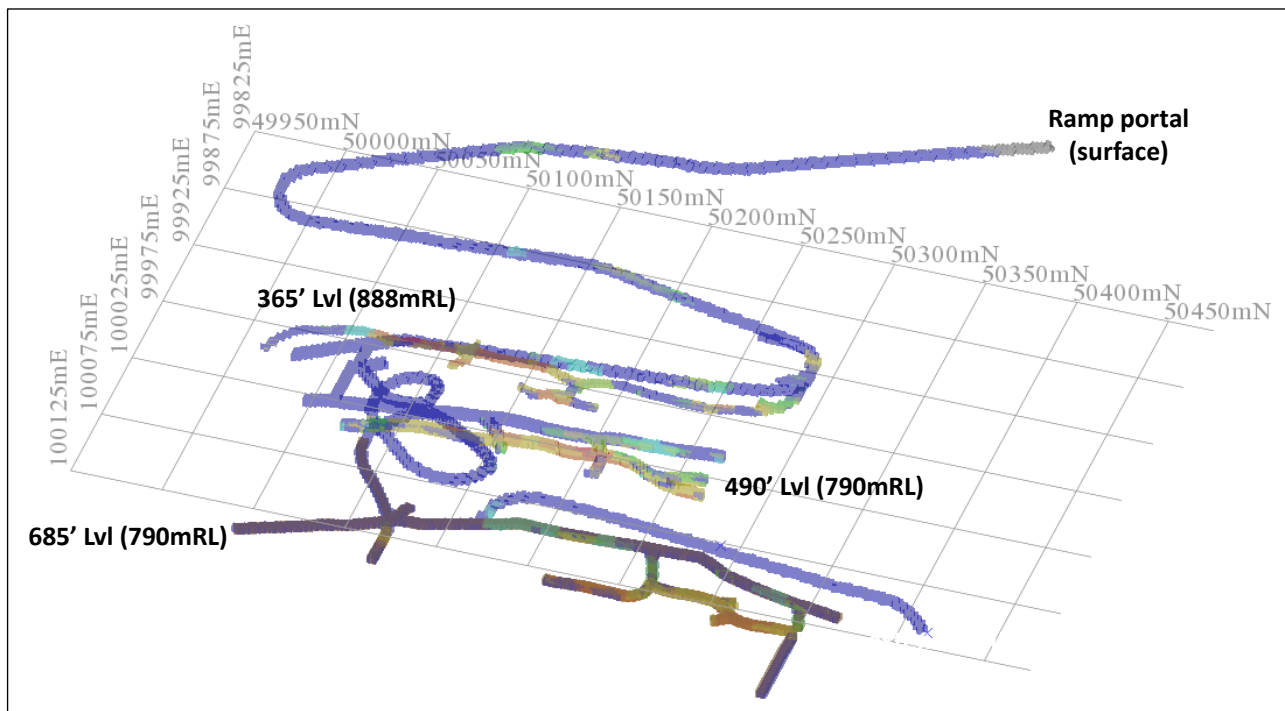 99825mE
99875mE
99925mE
99975mE
100025mE
100075mE
100125mE
49950mN
50000mN
50050mN
50100mN
50150mN
50200mN
50250mN
50300mN
50350mN
50400mN
50450mN
Ramp portal
(surface)
365’ Lvl (888mRL)
490’ Lvl (790mRL)
685’ Lvl (790mRL)